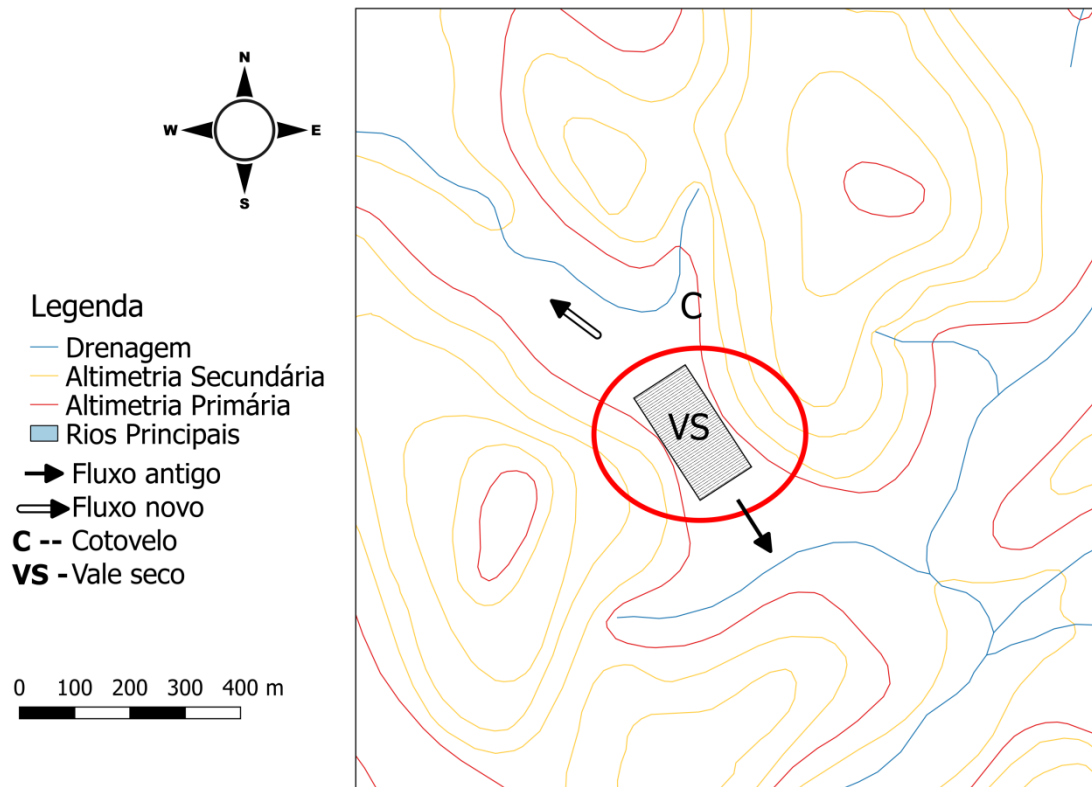 N
W
E
S
Legenda
Drenagem
Altimetria Secundária
Altimetria Primária
Rios Principais
Fluxo antigo
Fluxo novo
C -- Cotovelo
VS - Vale seco
0 100 200 300 400 m
C
VS